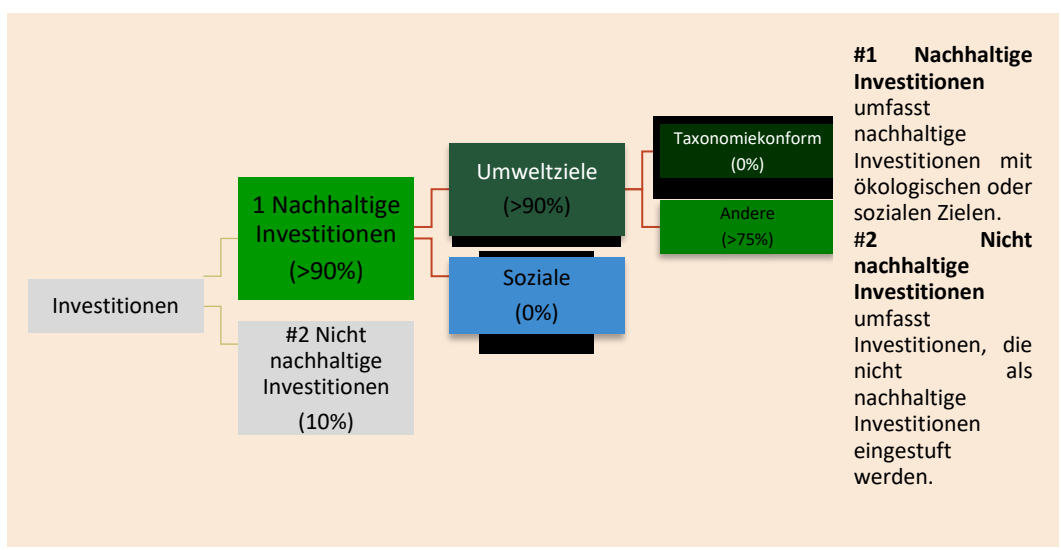 Investitionen
1 Nachhaltige
Investitionen
(>90%)
#2 Nicht
nachhaltige
Investitionen
(10%)
Umweltziele
(>90%)
Soziale
(0%)
Taxonomiekonform
(0%)
Andere
(>75%)
#1 Nachhaltige
Investitionen
umfasst
nachhaltige
Investitionen mit
ökologischen oder
sozialen Zielen.
#2 Nicht
nachhaltige
Investitionen
umfasst
Investitionen, die
nicht als
nachhaltige
Investitionen
eingestuft
werden.